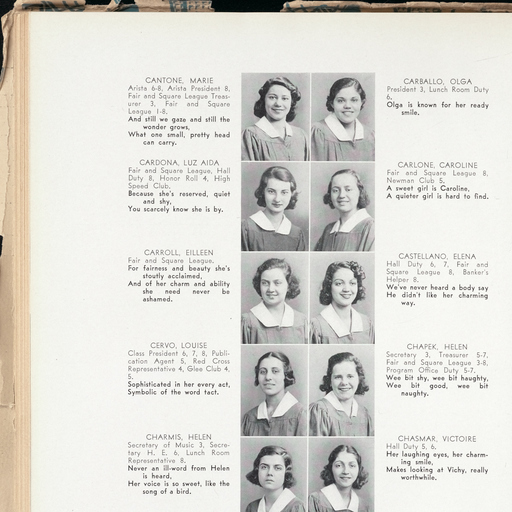 CANTONE, MARIE
Arista 6-8, Arista President 8,
Fair and Square League Treas-
urer 3, Fair and Square
League 1-8.
And still we gaze and still the
wonder grows,
What one small, pretty head
can carry.
CARDONA, LUZ AIDA
Fair and Square League, Hall
Duty 8, Honor Roll 4, High
Speed Club.
Because she's reserved, quiet
and shy,
You scarcely know she is by.
CARROLL, EILEEN
Fair and Square League.
For fairness and beauty she's
stoutly acclaimed,
And of her charm and ability
she need never be
ashamed.
CERVO, LOUISE
Class President 6, 7, 8, Publi-
cation Agent 5, Red Cross
Representative 4, Glee Club 4,
5.
Sophisticated in her every act,
Symbolic of the word tact.
CHARMIS, HELEN
Secretary of Music 3, Secre-
tary H. E. 6, Lunch Room
Representative 8.
Never an ill-word from Helen
is heard,
Her voice is so sweet, like the
song of a bird.
CARBALLO, OLGA
President 3, Lunch Room Duty
6.
Olga is known for her ready
smile.
CARLONE, CAROLINE
Fair and Square League 8,
Newman Club 5.
A sweet girl is Caroline,
A quieter girl is hard to find.
CASTELLANO, ELENA
Hall Duty 6, 7, Fair and
Square League 8, Banker's
Helper 8.
We've never heard a body say
He didn't like her charming
way.
CHAPEK, HELEN
Secretary 3, Treasurer 5-7,
Fair and Square League 3-8,
Program Office Duty 5-7.
Wee bit shy, wee bit haughty,
Wee bit good, wee bit
naughty.
CHASMAR, VICTOIRE
Hall Duty 5, 6.
Her laughing eyes, her charm-
ing smile,
Makes looking at Vichy, really
worthwhile.